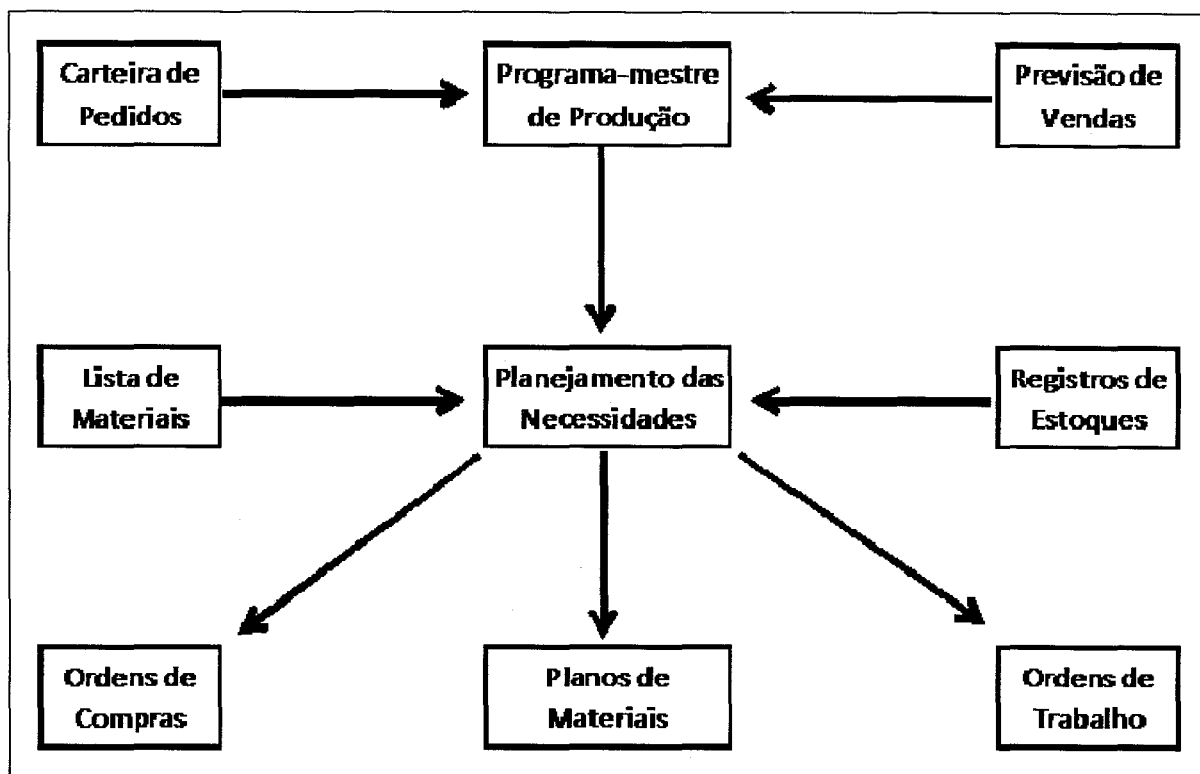 Carteira de
Pedidos
Programa-mestre
de Produção
Previsão de
Vendas
Lista de
Materiais
Planejamento das
Necessidades
Registros de
Estoques
Ordens de
Compras
Planos de
Materiais
Ordens de
Trabalho